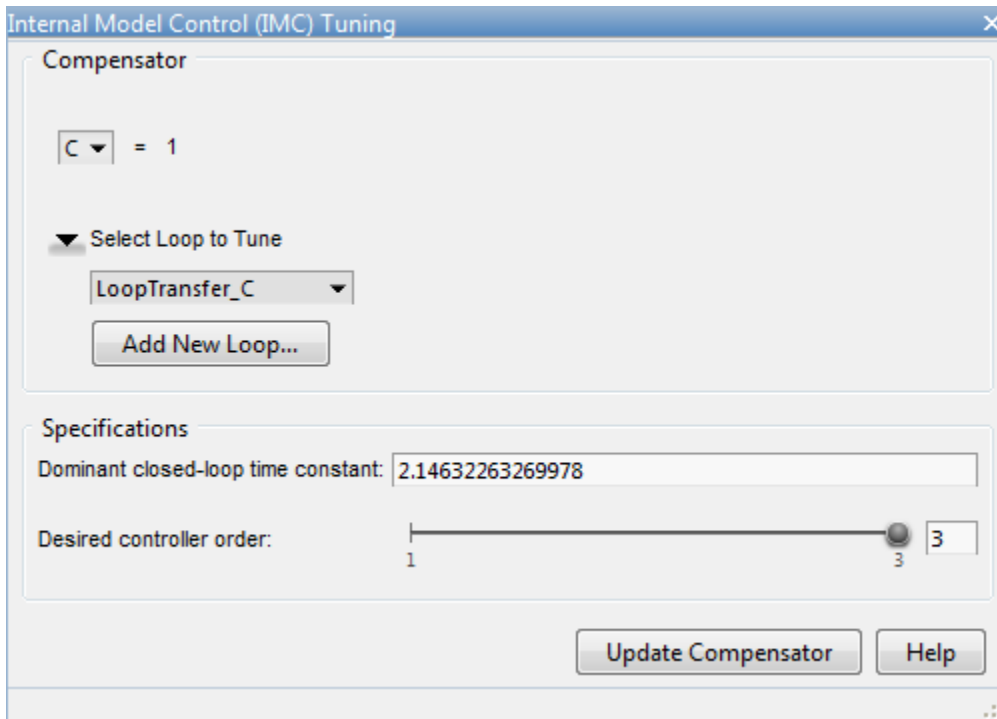 Internal Model Control (IMC) Tuning
Compensator
C = 1
Select Loop to Tune
LoopTransfer_C
Add New Loop...
Specifications
Dominant closed-loop time constant: 2.14632263269978
Desired controller order: 3
1 3
Update Compensator Help